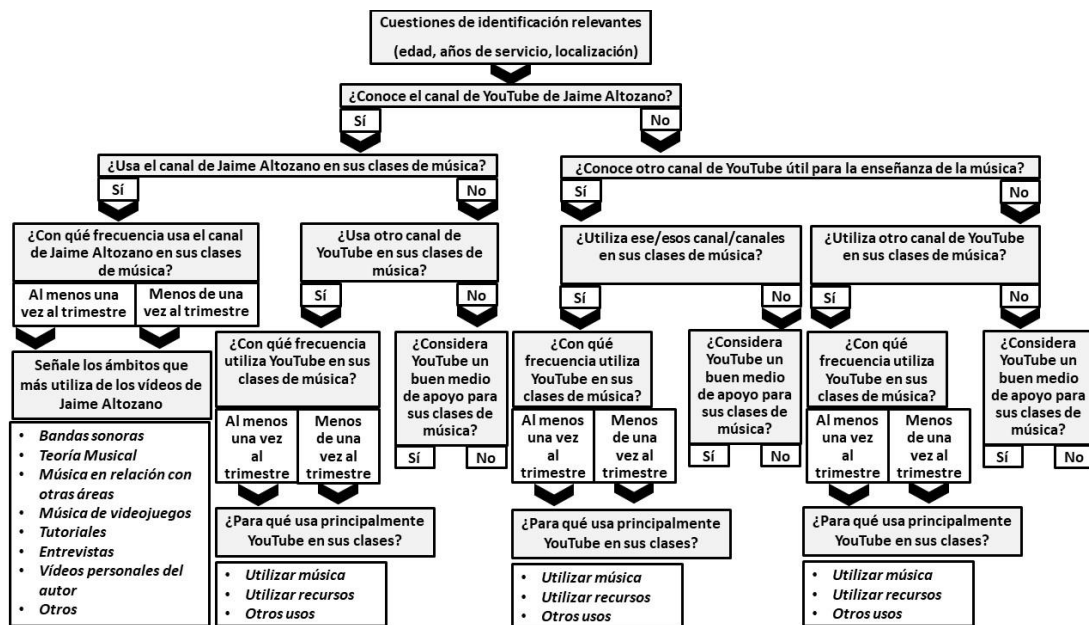 Cuestiones de identificación relevantes
(edad, años de servicio, localización)
¿Conoce el canal de YouTube de Jaime Altozano?
Sí
No
¿Usa el canal de Jaime Altozano en sus clases de música?
¿Conoce otro canal de YouTube útil para la enseñanza de la música?
Sí
No
Sí
No
¿Con qué frecuencia usa el canal
de Jaime Altozano en sus clases
de música?
¿Usa otro canal de
YouTube en sus clases de
música?
¿Utiliza ese/esos canal/canales
en sus clases de música?
¿Utiliza otro canal de YouTube
en sus clases de música?
Al menos una
vez al trimestre
Menos de una
vez al trimestre
Sí
No
Sí
No
Sí
No
Señale los ámbitos que
más utiliza de los vídeos de
Jaime Altozano
• Bandas sonoras
• Teoría Musical
• Música en relación con
otras áreas
• Música de videojuegos
• Tutoriales
• Entrevistas
• Vídeos personales del
autor
• Otros
¿Con qué frecuencia
utiliza YouTube en sus
clases de música?
Al menos
una vez
al
trimestre
Menos
de una
vez al
trimestre
¿Para qué usa principalmente
YouTube en sus clases?
• Utilizar música
• Utilizar recursos
• Otros usos
¿Considera
YouTube un
buen medio
de apoyo para
sus clases de
música?
Sí
No
¿Con qué
frecuencia utiliza
YouTube en sus
clases de música?
Al menos
una vez
al
trimestre
Menos
de una
vez al
trimestre
¿Para qué usa principalmente
YouTube en sus clases?
• Utilizar música
• Utilizar recursos
• Otros usos
¿Considera
YouTube un
buen medio
de apoyo para
sus clases de
música?
Sí
No
¿Con qué
frecuencia utiliza
YouTube en sus
clases de música?
Al menos
una vez
al
trimestre
Menos
de una
vez al
trimestre
¿Para qué usa principalmente
YouTube en sus clases?
• Utilizar música
• Utilizar recursos
• Otros usos
¿Considera
YouTube un
buen medio
de apoyo para
sus clases de
música?
Sí
No